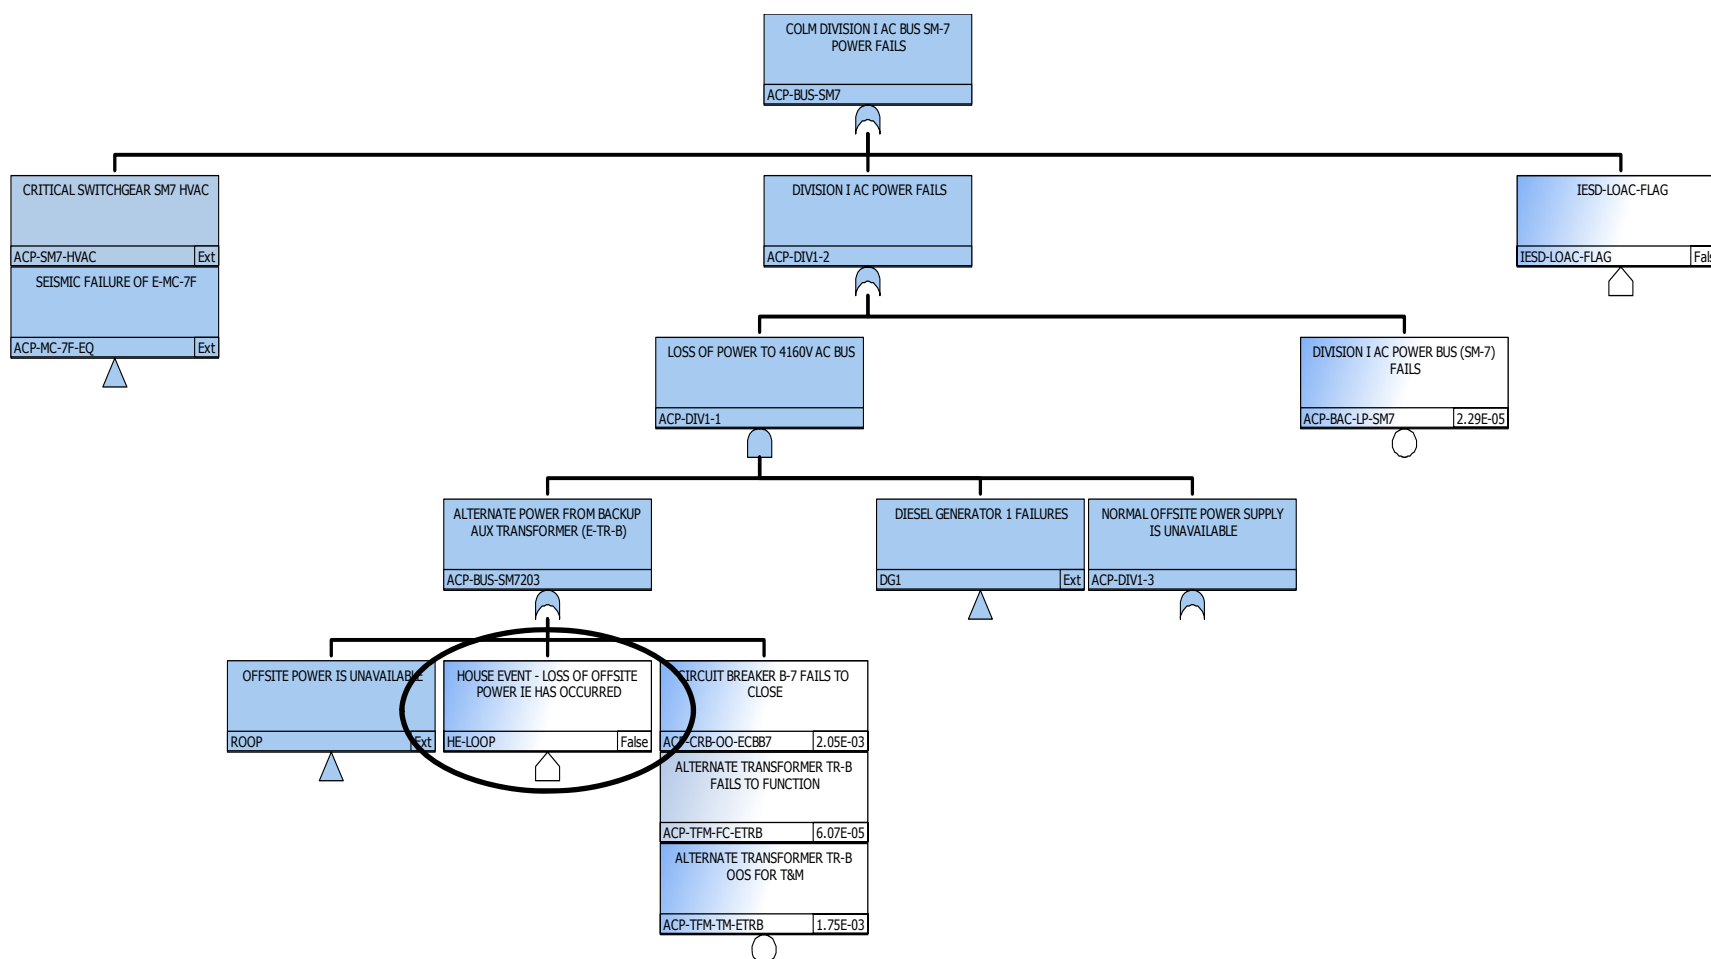 COLM DIVISION I AC BUS SM-7
POWER FAILS
ACP-BUS-SM7
CRITICAL SWITCHGEAR SM7 HVAC
ACP-SM7-HVAC Ext
SEISMIC FAILURE OF E-MC-7F
ACP-MC-7F-EQ Ext
DIVISION I AC POWER FAILS
ACP-DIV1-2
IESD-LOAC-FLAG
IESD-LOAC-FLAG Fals
LOSS OF POWER TO 4160V AC BUS
ACP-DIV1-1
DIVISION I AC POWER BUS (SM-7)
FAILS
ACP-BAC-LP-SM7 2.29E-05
ALTERNATE POWER FROM BACKUP
AUX TRANSFORMER (E-TR-B)
ACP-BUS-SM7203
DIESEL GENERATOR 1 FAILURES
DG1 Ext
NORMAL OFFSITE POWER SUPPLY
IS UNAVAILABLE
ACP-DIV1-3
OFFSITE POWER IS UNAVAILABLE
ROOP Ext
HOUSE EVENT - LOSS OF OFFSITE
POWER IE HAS OCCURRED
HE-LOOP False
CIRCUIT BREAKER B-7 FAILS TO
CLOSE
ACP-CRB-OO-ECBB7 2.05E-03
ALTERNATE TRANSFORMER TR-B
FAILS TO FUNCTION
ACP-TFM-FC-ETRB 6.07E-05
ALTERNATE TRANSFORMER TR-B
OOS FOR T&M
ACP-TFM-TM-ETRB 1.75E-03